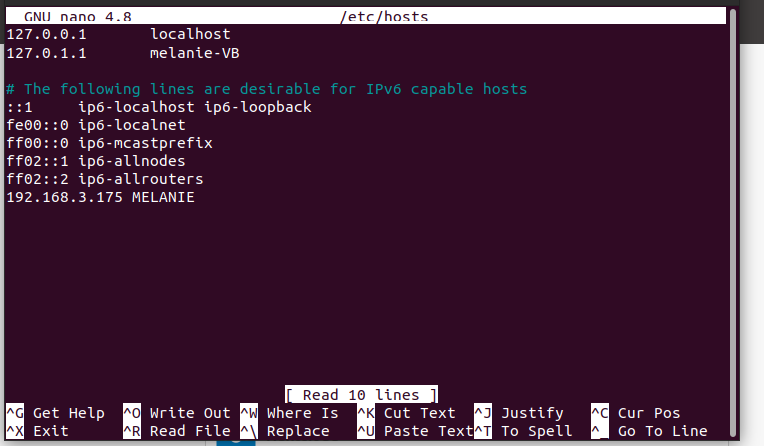 GNU nano 4.8 /etc/hosts
127.0.0.1 localhost
127.0.1.1 melanie-VB
# The following lines are desirable for IPv6 capable hosts
::1 ip6-localhost ip6-loopback
fe00::0 ip6-localnet
ff00::0 ip6-mcastprefix
ff02::1 ip6-allnodes
ff02::2 ip6-allrouters
192.168.3.175 MELANIE
[ Read 10 lines ]
^G Get Help ^O Write Out ^W Where Is ^K Cut Text ^J Justify ^C Cur Pos
^X Exit ^R Read File ^\ Replace ^U Paste Text ^T To Spell ^_ Go To Line